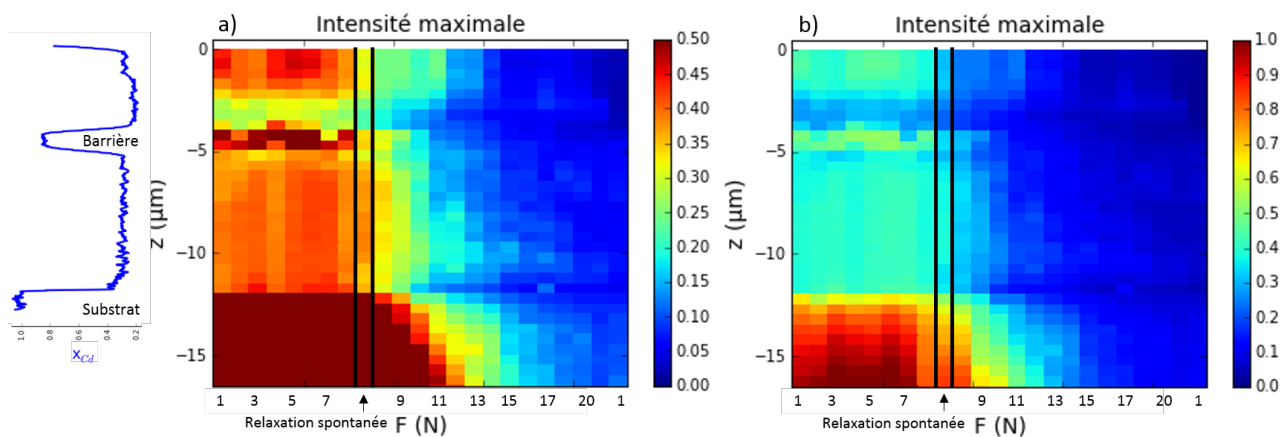 a) Intensité maximale
b) Intensité maximale
Barrière
Substrat
1.0 0.8 0.6 0.4 0.2
x_Cd
z (µm)
0
−5
−10
−15
1 3 5 7 9 11 13 15 17 20 1
Relaxation spontanée F (N)
0.50
0.45
0.40
0.35
0.30
0.25
0.20
0.15
0.10
0.05
0.00
z (µm)
0
−5
−10
−15
1 3 5 7 9 11 13 15 17 20 1
Relaxation spontanée F (N)
1.0
0.9
0.8
0.7
0.6
0.5
0.4
0.3
0.2
0.1
0.0